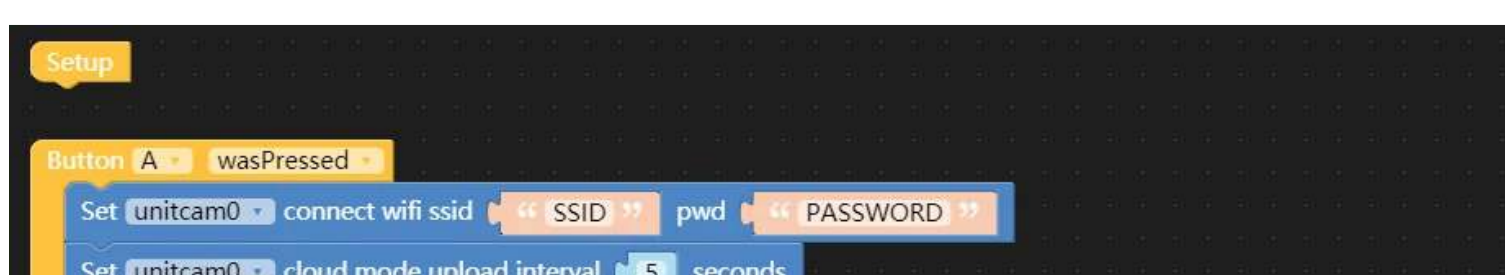 Setup
Button A wasPressed
Set unitcam0 connect wifi ssid “ SSID ” pwd “ PASSWORD ”
Set unitcam0 cloud mode upload interval 5 seconds